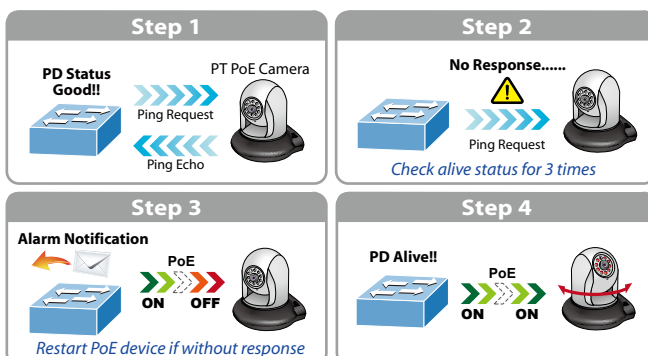 Step 1
PD Status
Good!!
PT PoE Camera
Ping Request
Ping Echo
Step 2
No Response......
!
Ping Request
Check alive status for 3 times
Step 3
Alarm Notification
PoE
ON OFF
Restart PoE device if without response
Step 4
PD Alive!!
PoE
ON ON